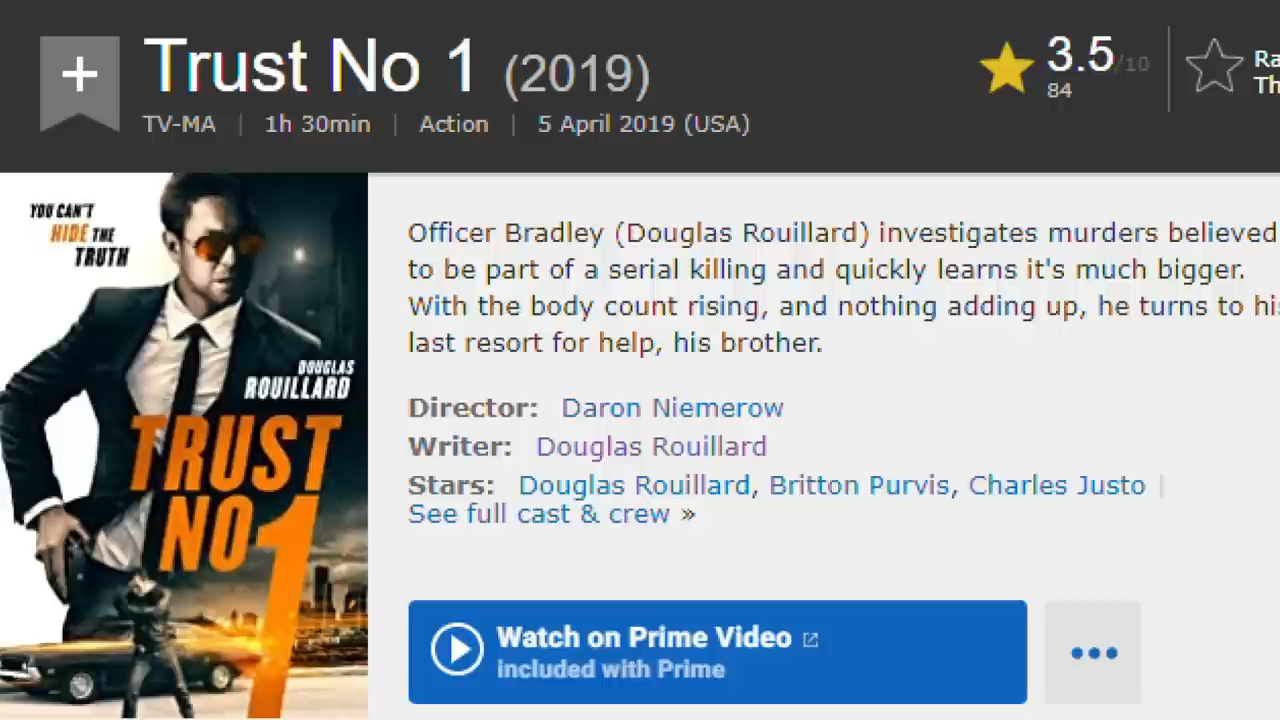 Trust No 1 (2019)
3.5/10
84
Ra
Th
TV-MA | 1h 30min | Action | 5 April 2019 (USA)
YOU CAN'T
HIDE THE
TRUTH
DOUGLAS
ROUILLARD
TRUST
NO 1
Officer Bradley (Douglas Rouillard) investigates murders believed
to be part of a serial killing and quickly learns it's much bigger.
With the body count rising, and nothing adding up, he turns to his
last resort for help, his brother.
Director: Daron Niemerow
Writer: Douglas Rouillard
Stars: Douglas Rouillard, Britton Purvis, Charles Justo |
See full cast & crew »
Watch on Prime Video
included with Prime